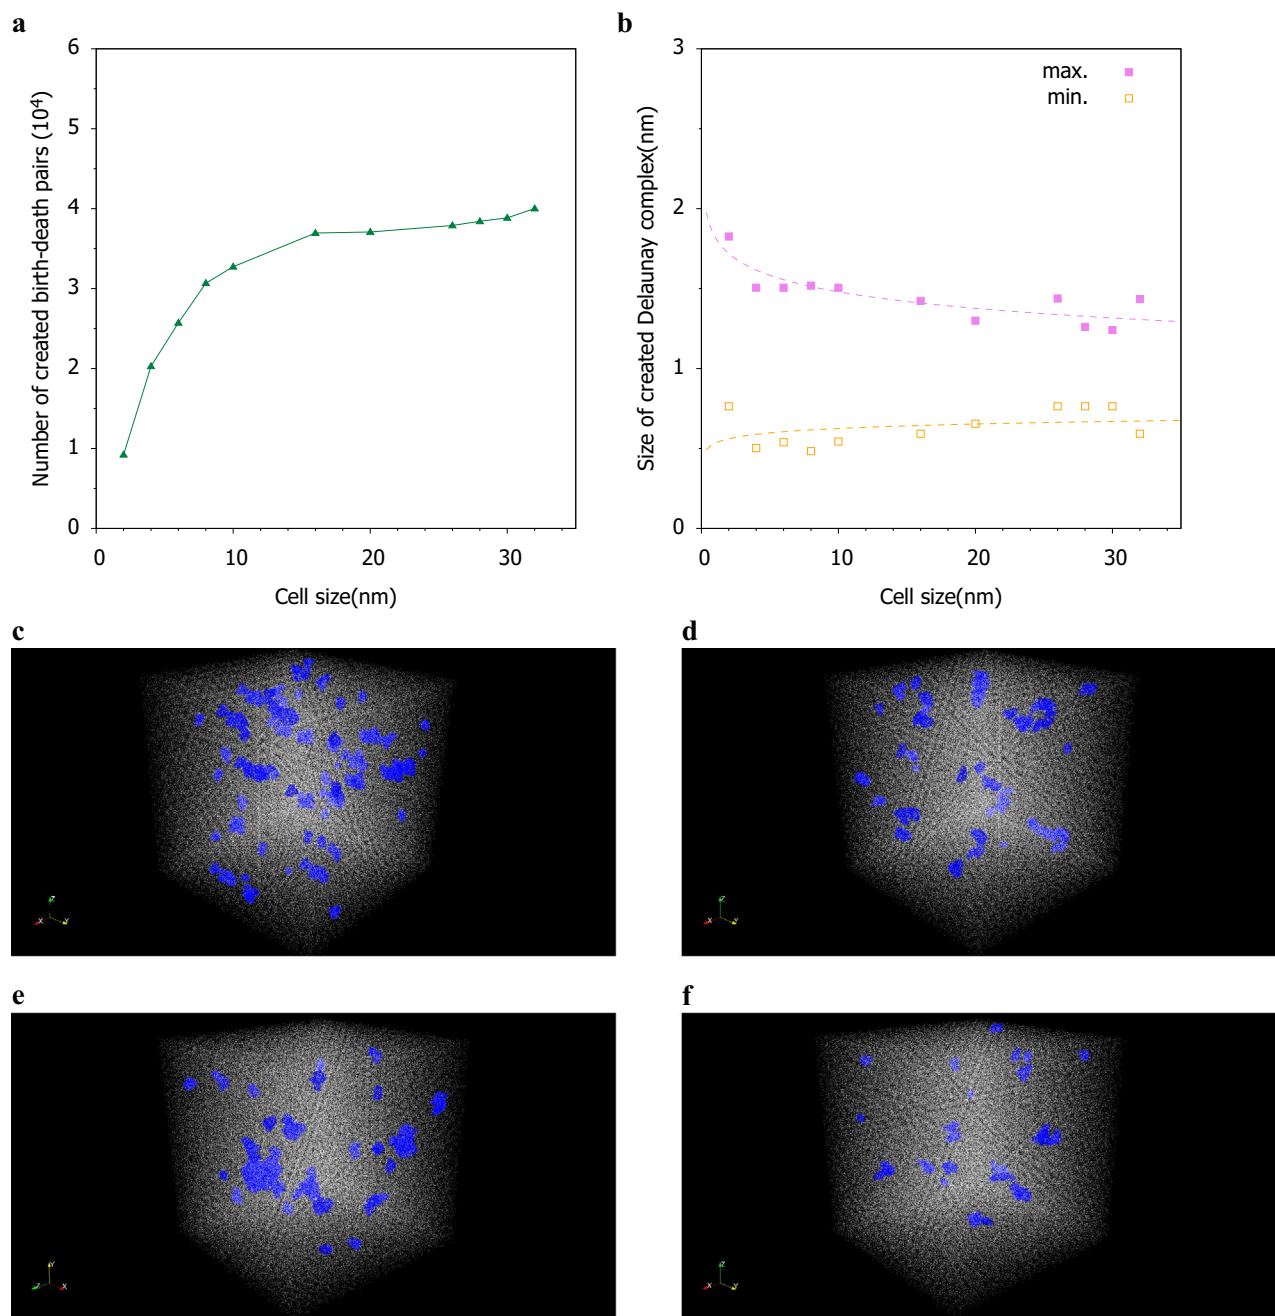 a
6
5
4
3
2
1
0
Number of created birth-death pairs (10⁴)
0 10 20 30
Cell size(nm)
b
3
2
1
0
Size of created Delaunay complex(nm)
max.
min.
0 10 20 30
Cell size(nm)
c
Z
X Y
d
Z
X Y
e
Y
Z X
f
Z
X Y